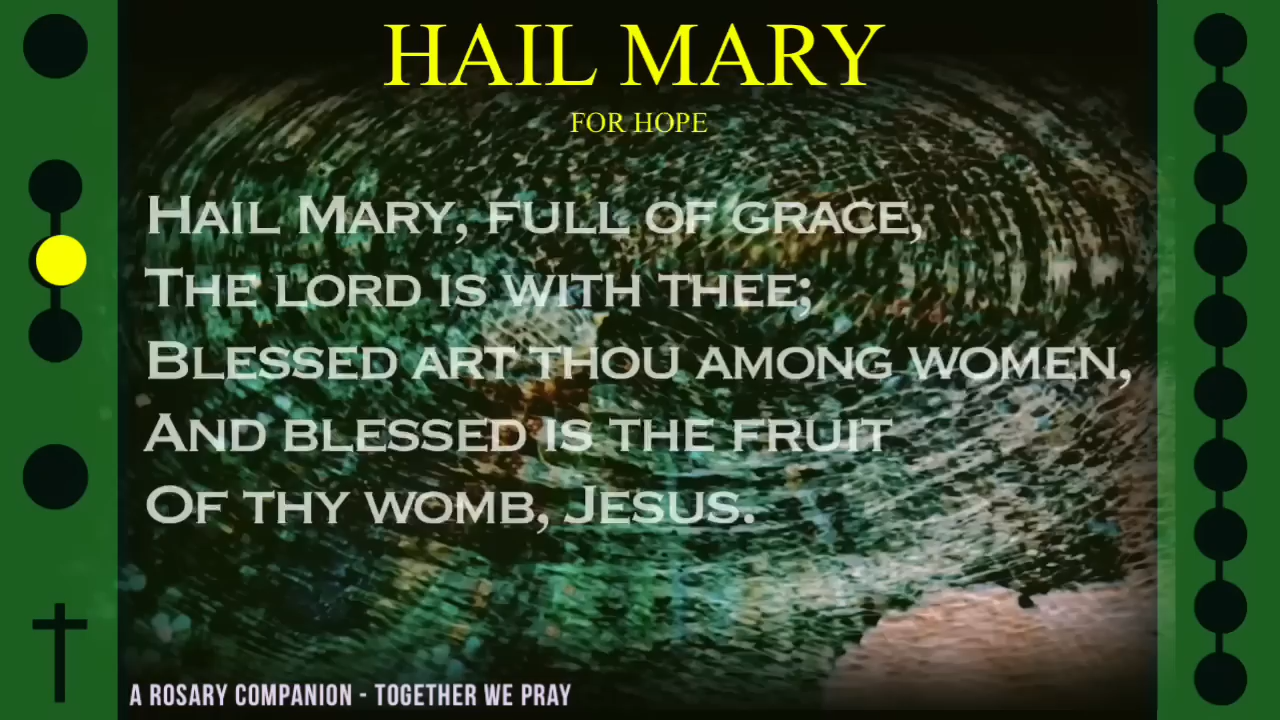 HAIL MARY
FOR HOPE
HAIL MARY, FULL OF GRACE,
THE LORD IS WITH THEE;
BLESSED ART THOU AMONG WOMEN,
AND BLESSED IS THE FRUIT
OF THY WOMB, JESUS.
A ROSARY COMPANION - TOGETHER WE PRAY